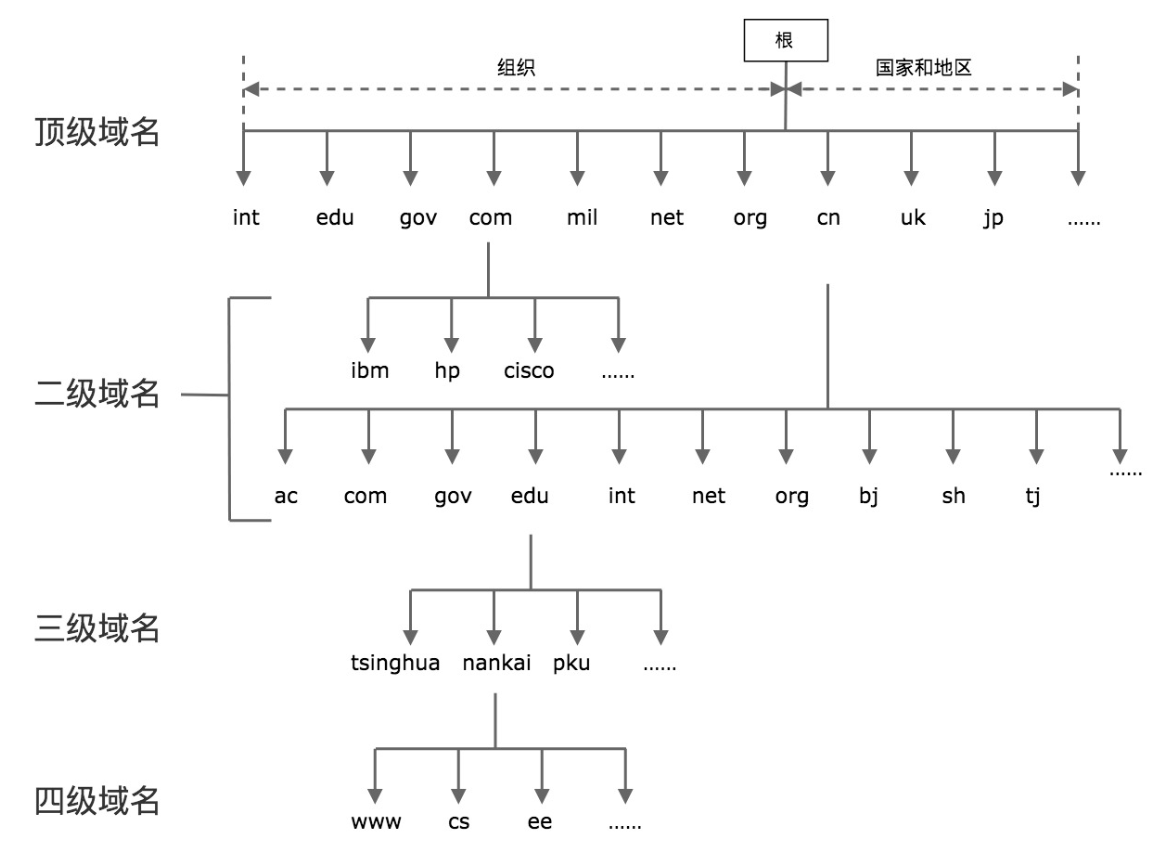 根
组织
国家和地区
顶级域名
int edu gov com mil net org cn uk jp ......
ibm hp cisco ......
二级域名
ac com gov edu int net org bj sh tj ......
三级域名
tsinghua nankai pku ......
四级域名
www cs ee ......